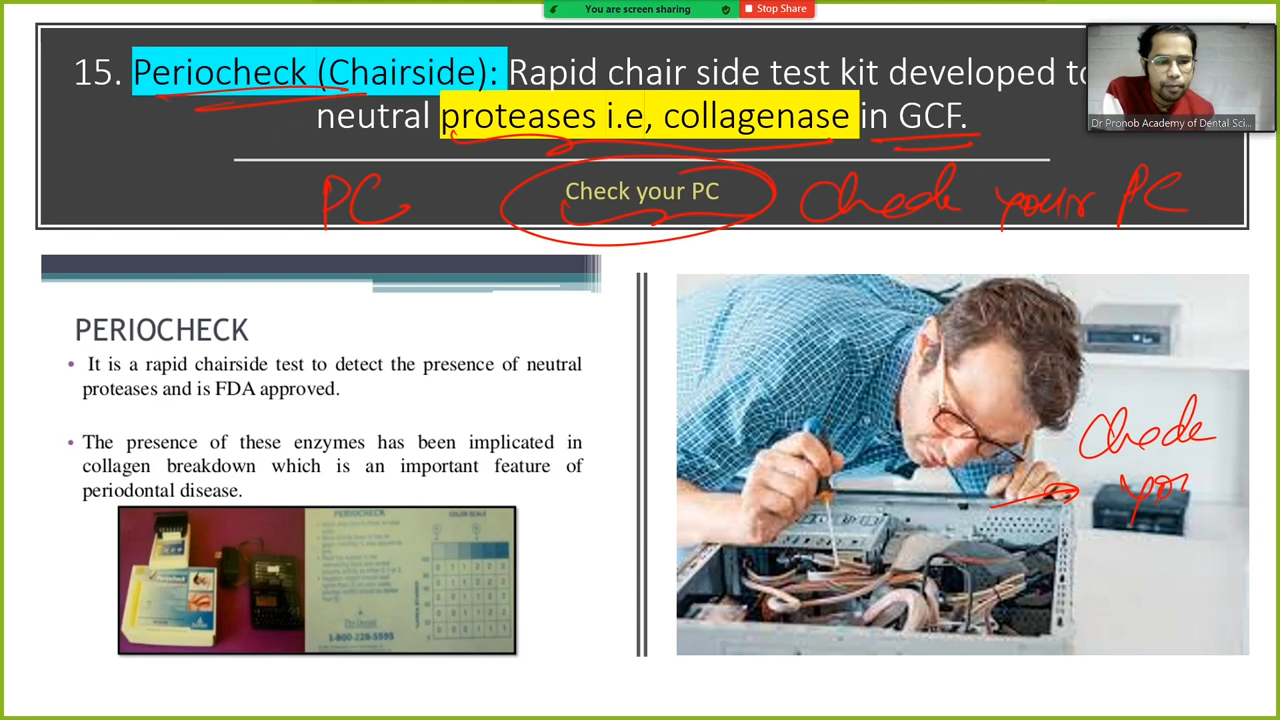 You are screen sharing
Stop Share
15. Periocheck (Chairside): Rapid chair side test kit developed
neutral proteases i.e, collagenase in GCF.
Dr Pronob Academy of Dental Sci...
PC
Check your PC
Check your PC
PERIOCHECK
• It is a rapid chairside test to detect the presence of neutral
proteases and is FDA approved.
• The presence of these enzymes has been implicated in
collagen breakdown which is an important feature of
periodontal disease.
PERIOCHECK
COLOR SCALE
1-800-228-5595
Check